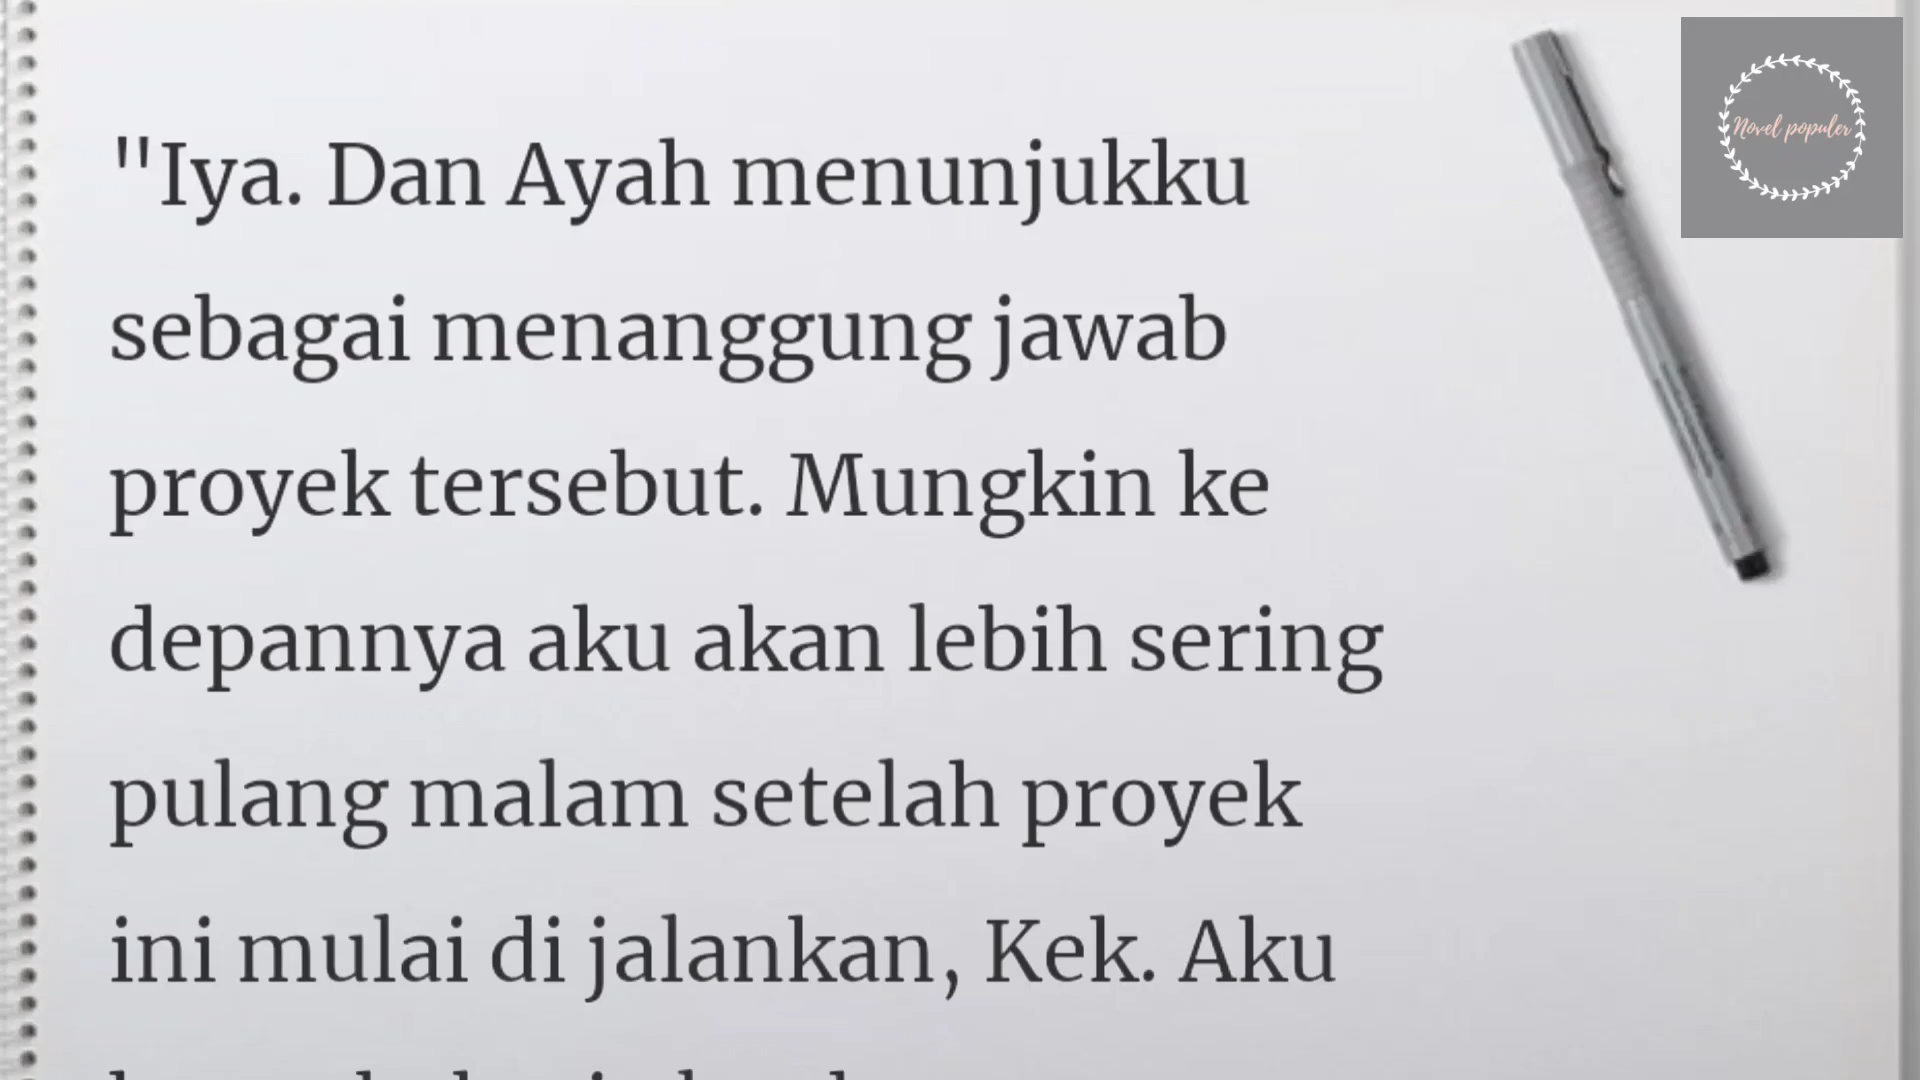 "Iya. Dan Ayah menunjukku
sebagai menanggung jawab
proyek tersebut. Mungkin ke
depannya aku akan lebih sering
pulang malam setelah proyek
ini mulai di jalankan, Kek. Aku
Novel populer